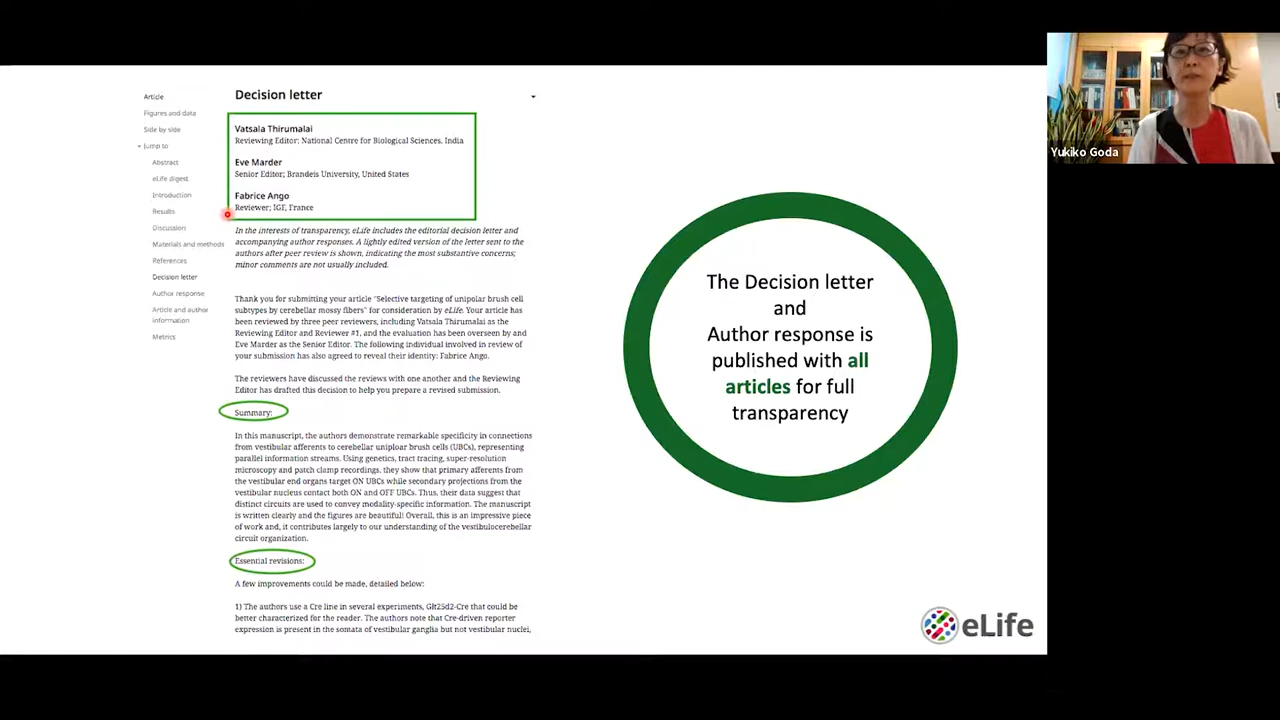 Article
Figures and data
Side by side
Jump to
Abstract
eLife digest
Introduction
Results
Discussion
Materials and methods
References
Decision letter
Author response
Article and author
information
Metrics
Decision letter
Vatsala Thirumalai
Reviewing Editor; National Centre for Biological Sciences, India
Eve Marder
Senior Editor; Brandeis University, United States
Fabrice Ango
Reviewer; IGF, France
In the interests of transparency, eLife includes the editorial decision letter and
accompanying author responses. A lightly edited version of the letter sent to the
authors after peer review is shown, indicating the most substantive concerns;
minor comments are not usually included.
Thank you for submitting your article "Selective targeting of unipolar brush cell
subtypes by cerebellar mossy fibers" for consideration by eLife. Your article has
been reviewed by three peer reviewers, including Vatsala Thirumalai as the
Reviewing Editor and Reviewer #1, and the evaluation has been overseen by and
Eve Marder as the Senior Editor. The following individual involved in review of
your submission has also agreed to reveal their identity: Fabrice Ango.
The reviewers have discussed the reviews with one another and the Reviewing
Editor has drafted this decision to help you prepare a revised submission.
Summary:
In this manuscript, the authors demonstrate remarkable specificity in connections
from vestibular afferents to cerebellar uniploar brush cells (UBCs), representing
parallel information streams. Using genetics, tract tracing, super-resolution
microscopy and patch clamp recordings, they show that primary afferents from
the vestibular end organs target ON UBCs while secondary projections from the
vestibular nucleus contact both ON and OFF UBCs. Thus, their data suggest that
distinct circuits are used to convey modality-specific information. The manuscript
is written clearly and the figures are beautiful! Overall, this is an impressive piece
of work and, it contributes largely to our understanding of the vestibulocerebellar
circuit organization.
Essential revisions:
A few improvements could be made, detailed below:
1) The authors use a Cre line in several experiments, Glt25d2-Cre that could be
better characterized for the reader. The authors note that Cre-driven reporter
expression is present in the somata of vestibular ganglia but not vestibular nuclei,
The Decision letter
and
Author response is
published with all
articles for full
transparency
eLife
Yukiko Goda